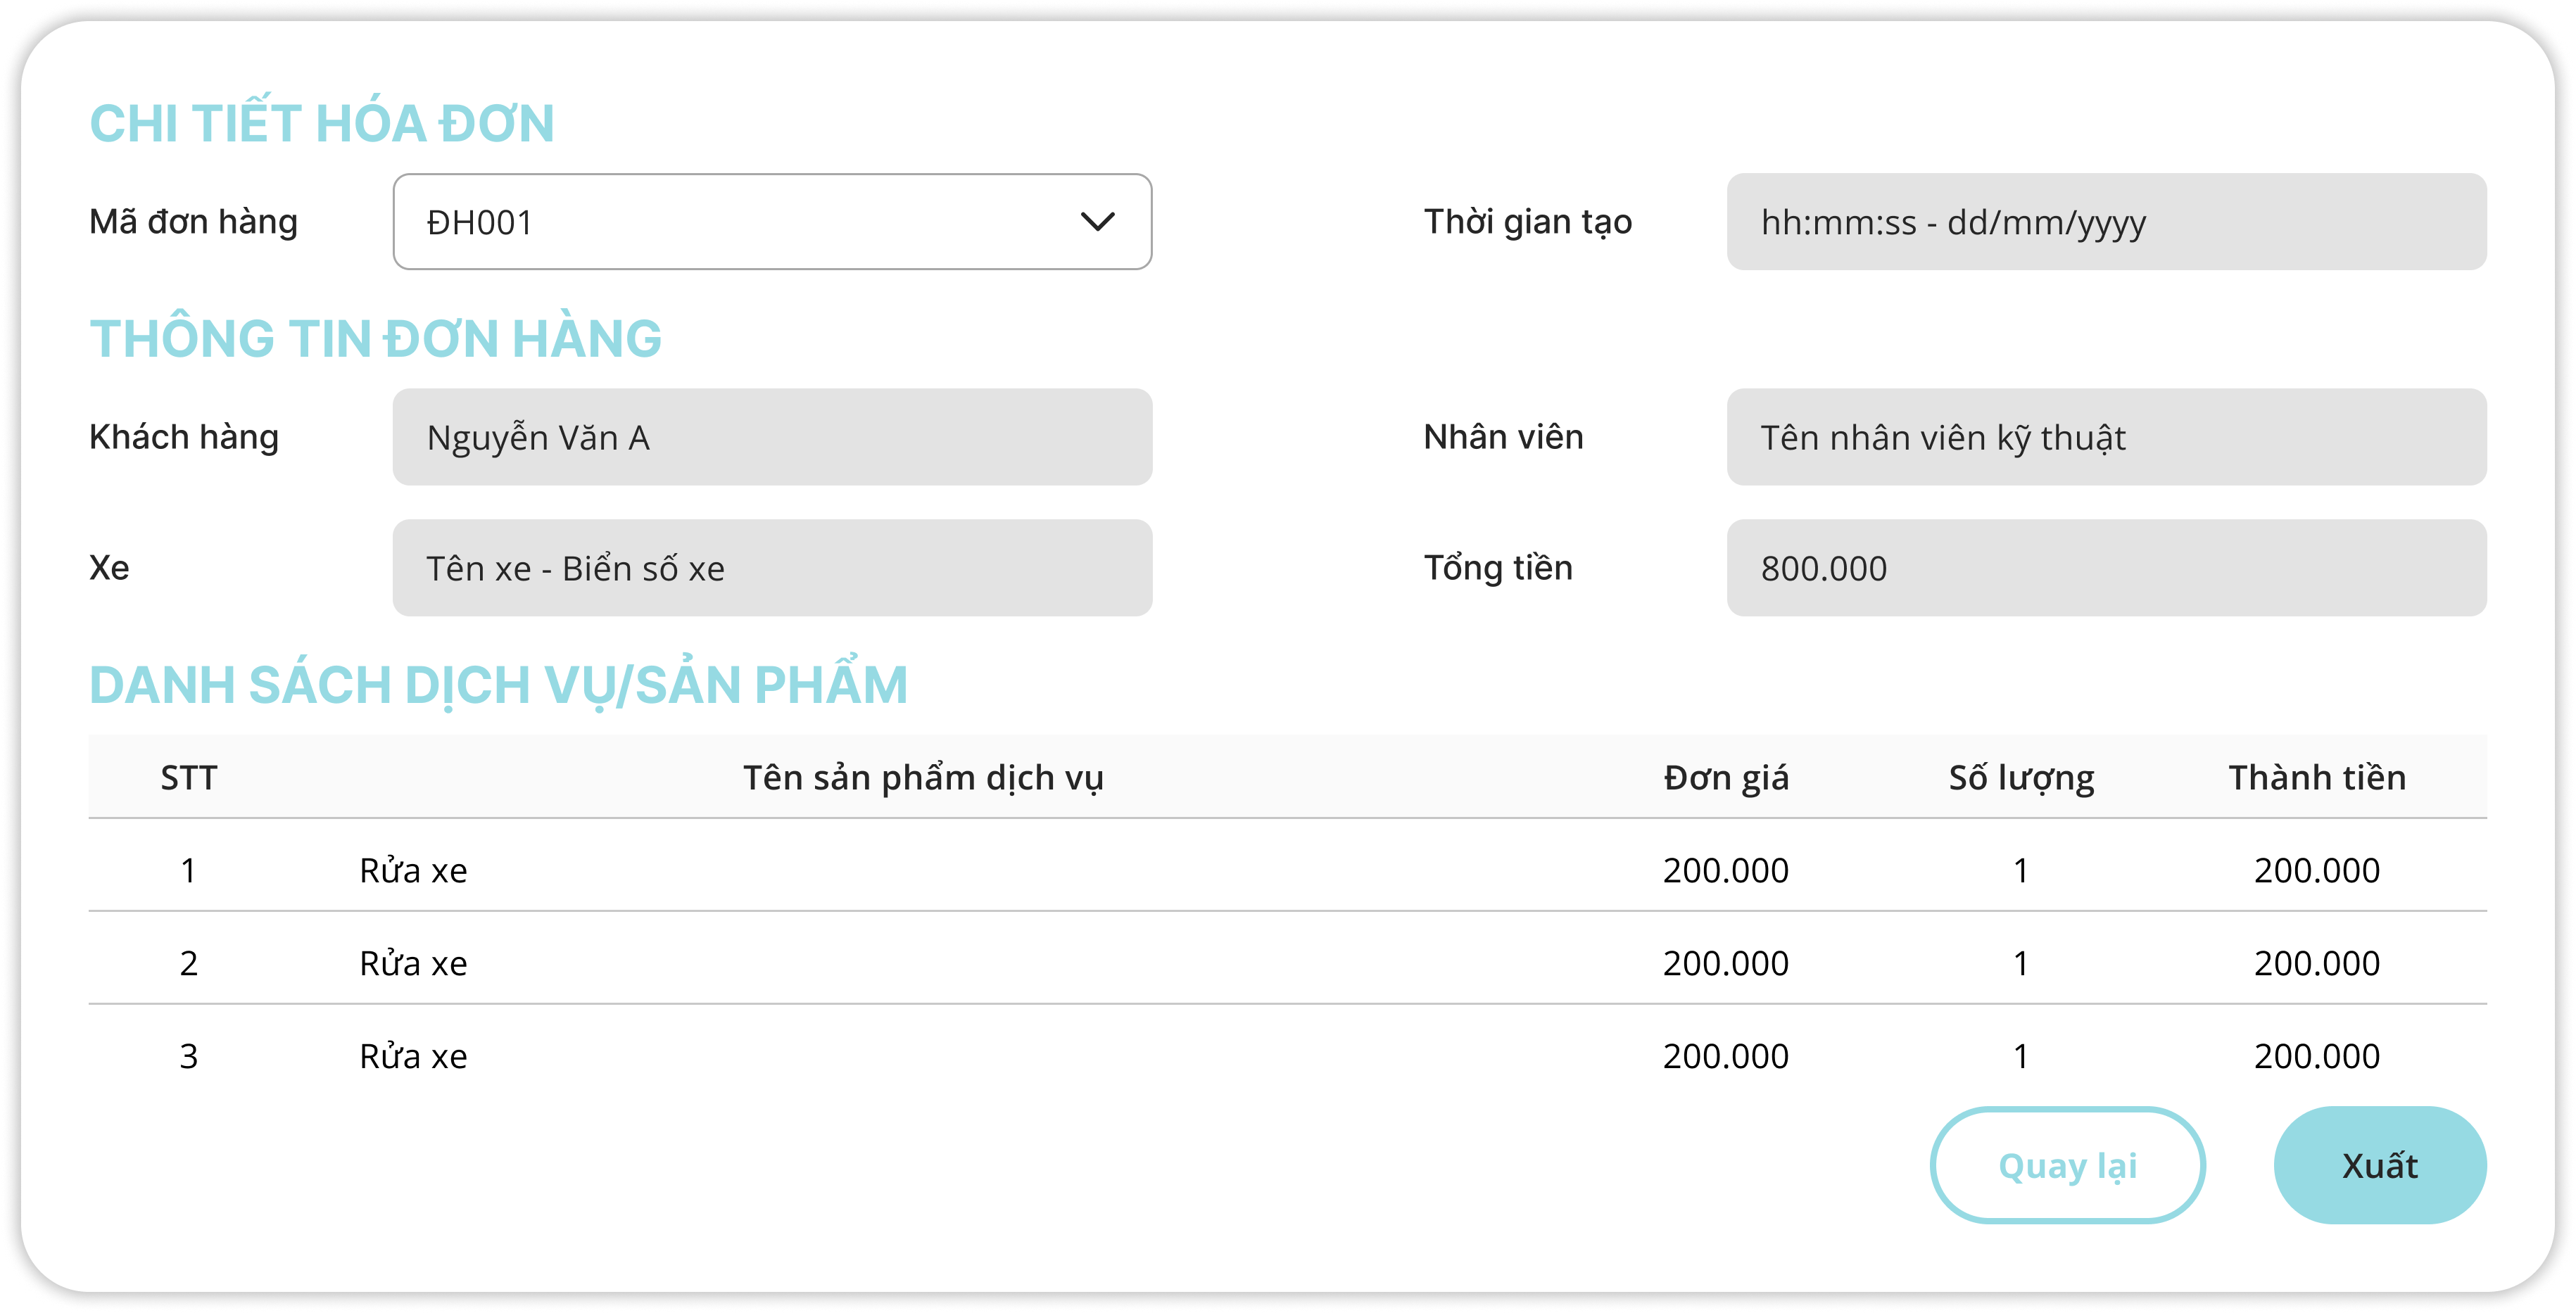 CHI TIẾT HÓA ĐƠN
Mã đơn hàng ĐH001 Thời gian tạo hh:mm:ss - dd/mm/yyyy
THÔNG TIN ĐƠN HÀNG
Khách hàng Nguyễn Văn A Nhân viên Tên nhân viên kỹ thuật
Xe Tên xe - Biển số xe Tổng tiền 800.000
DANH SÁCH DỊCH VỤ/SẢN PHẨM
STT Tên sản phẩm dịch vụ Đơn giá Số lượng Thành tiền
1 Rửa xe 200.000 1 200.000
2 Rửa xe 200.000 1 200.000
3 Rửa xe 200.000 1 200.000
Quay lại Xuất